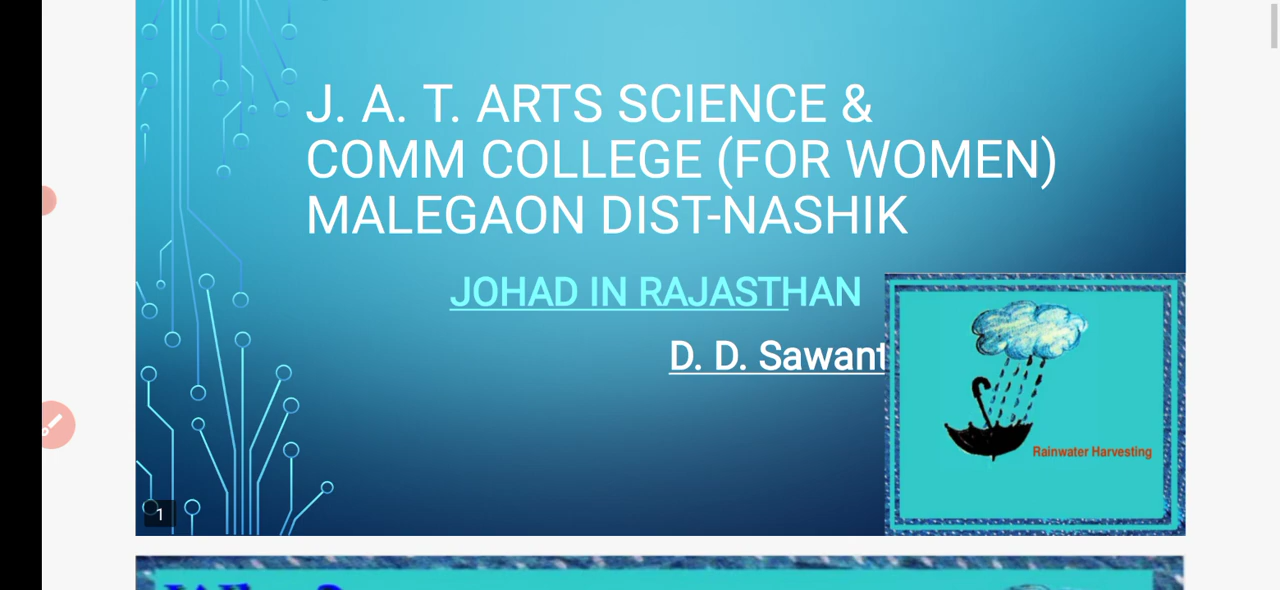 J. A. T. ARTS SCIENCE &
COMM COLLEGE (FOR WOMEN)
MALEGAON DIST-NASHIK
JOHAD IN RAJASTHAN
D. D. Sawant
Rainwater Harvesting
1